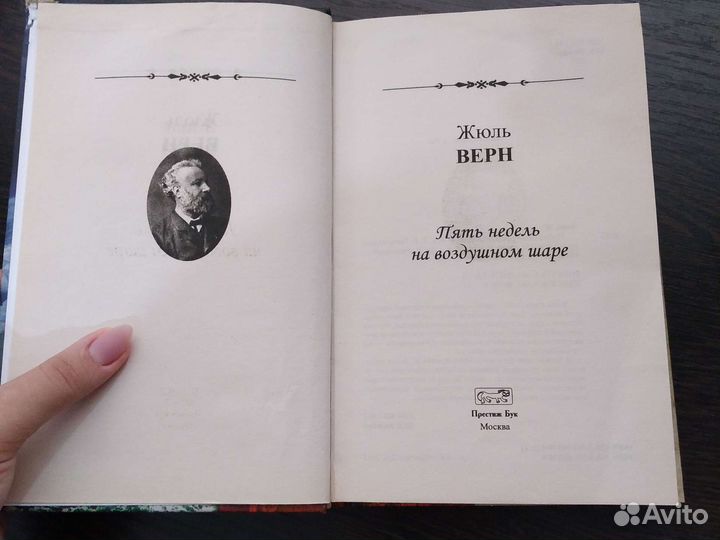 Жюль
ВЕРН
Пять недель
на воздушном шаре
Престиж Бук
Москва
Avito